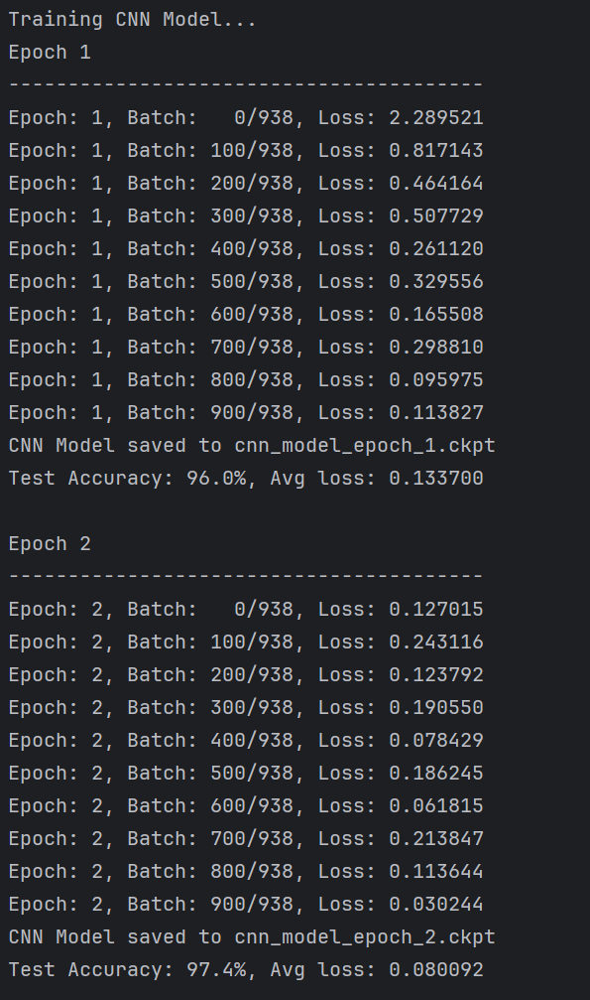 Training CNN Model...
Epoch 1
----------------------------------------
Epoch: 1, Batch:   0/938, Loss: 2.289521
Epoch: 1, Batch: 100/938, Loss: 0.817143
Epoch: 1, Batch: 200/938, Loss: 0.464164
Epoch: 1, Batch: 300/938, Loss: 0.507729
Epoch: 1, Batch: 400/938, Loss: 0.261120
Epoch: 1, Batch: 500/938, Loss: 0.329556
Epoch: 1, Batch: 600/938, Loss: 0.165508
Epoch: 1, Batch: 700/938, Loss: 0.298810
Epoch: 1, Batch: 800/938, Loss: 0.095975
Epoch: 1, Batch: 900/938, Loss: 0.113827
CNN Model saved to cnn_model_epoch_1.ckpt
Test Accuracy: 96.0%, Avg loss: 0.133700

Epoch 2
----------------------------------------
Epoch: 2, Batch:   0/938, Loss: 0.127015
Epoch: 2, Batch: 100/938, Loss: 0.243116
Epoch: 2, Batch: 200/938, Loss: 0.123792
Epoch: 2, Batch: 300/938, Loss: 0.190550
Epoch: 2, Batch: 400/938, Loss: 0.078429
Epoch: 2, Batch: 500/938, Loss: 0.186245
Epoch: 2, Batch: 600/938, Loss: 0.061815
Epoch: 2, Batch: 700/938, Loss: 0.213847
Epoch: 2, Batch: 800/938, Loss: 0.113644
Epoch: 2, Batch: 900/938, Loss: 0.030244
CNN Model saved to cnn_model_epoch_2.ckpt
Test Accuracy: 97.4%, Avg loss: 0.080092